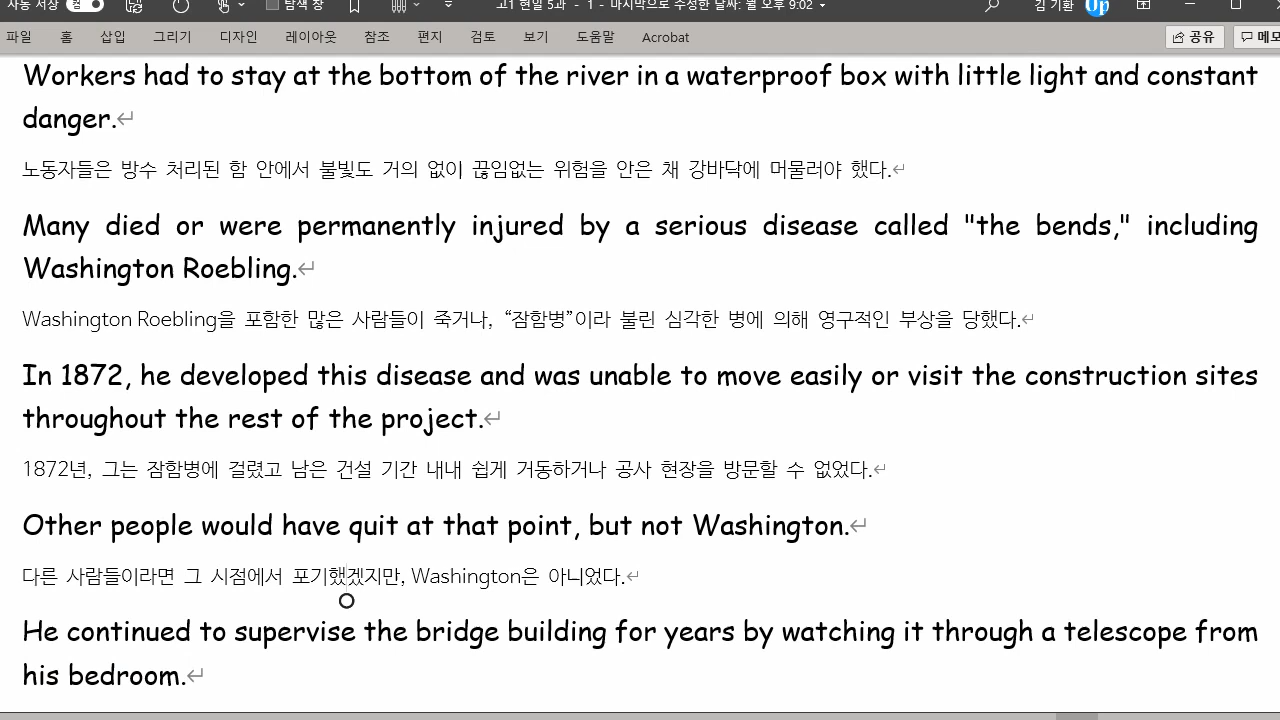 자동 저장 켬 탐색 창 고1 현일 5과 - 1 - 마지막으로 수정한 날짜: 월 오후 9:02 김 기환 Up
파일 홈 삽입 그리기 디자인 레이아웃 참조 편지 검토 보기 도움말 Acrobat 공유 메모
Workers had to stay at the bottom of the river in a waterproof box with little light and constant
danger.↵
노동자들은 방수 처리된 함 안에서 불빛도 거의 없이 끊임없는 위험을 안은 채 강바닥에 머물러야 했다.↵
Many died or were permanently injured by a serious disease called "the bends," including
Washington Roebling.↵
Washington Roebling을 포함한 많은 사람들이 죽거나, “잠함병”이라 불린 심각한 병에 의해 영구적인 부상을 당했다.↵
In 1872, he developed this disease and was unable to move easily or visit the construction sites
throughout the rest of the project.↵
1872년, 그는 잠함병에 걸렸고 남은 건설 기간 내내 쉽게 거동하거나 공사 현장을 방문할 수 없었다.↵
Other people would have quit at that point, but not Washington.↵
다른 사람들이라면 그 시점에서 포기했겠지만, Washington은 아니었다.↵
He continued to supervise the bridge building for years by watching it through a telescope from
his bedroom.↵